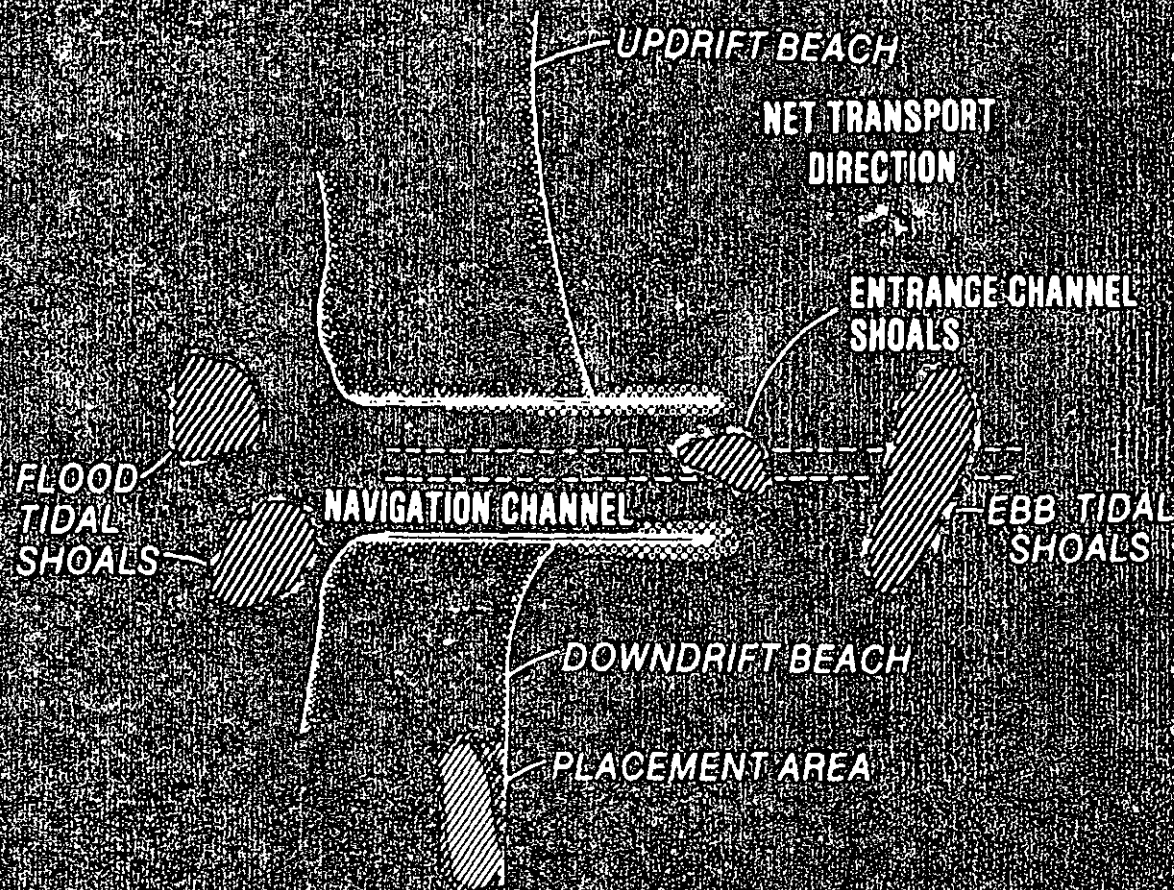 UPDRIFT BEACH
NET TRANSPORT
DIRECTION
ENTRANCE CHANNEL
SHOALS
FLOOD
TIDAL
SHOALS
NAVIGATION CHANNEL
EBB TIDAL
SHOALS
DOWNDRIFT BEACH
PLACEMENT AREA